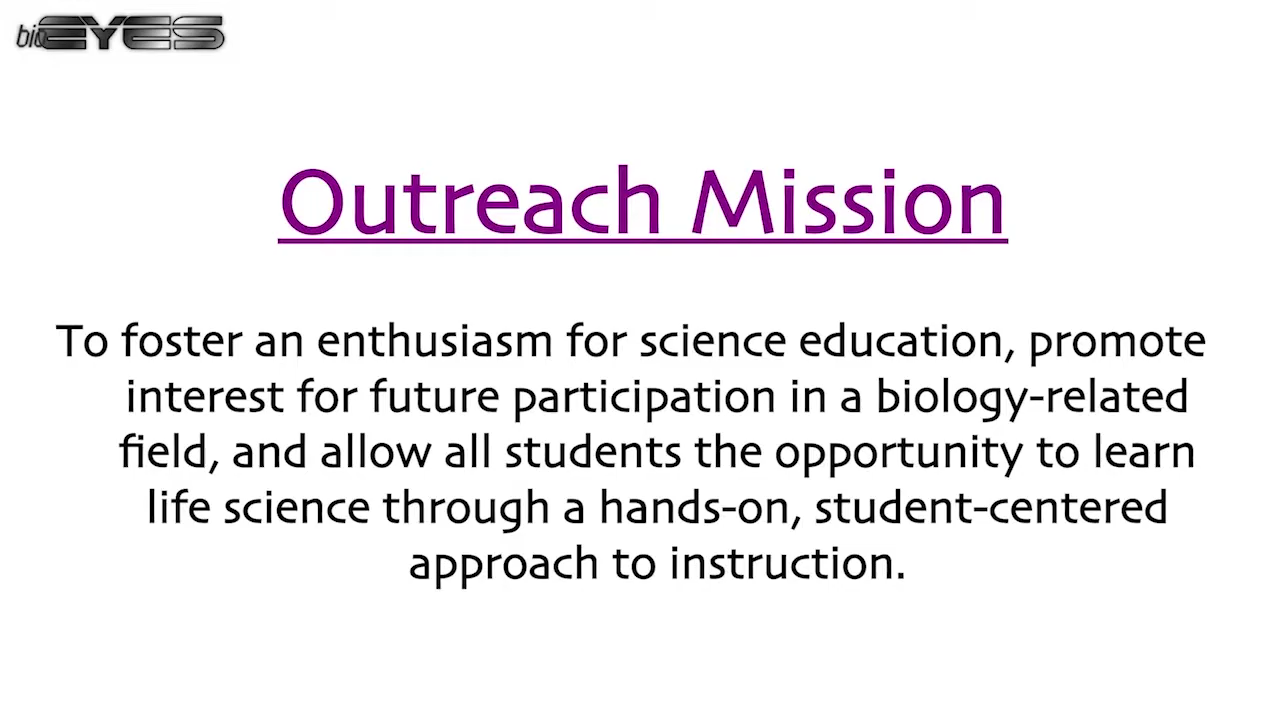 bioEYES
Outreach Mission
To foster an enthusiasm for science education, promote
interest for future participation in a biology-related
field, and allow all students the opportunity to learn
life science through a hands-on, student-centered
approach to instruction.